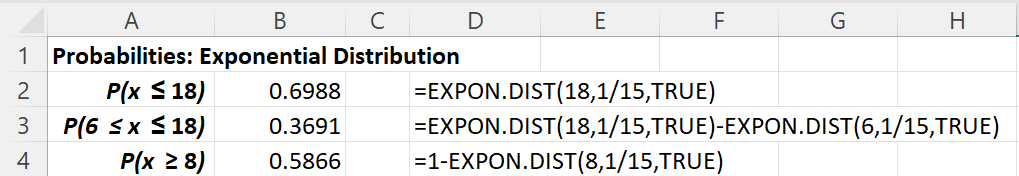 A B C D E F G H
1 Probabilities: Exponential Distribution
2 P(x ≤ 18) 0.6988 =EXPON.DIST(18,1/15,TRUE)
3 P(6 ≤ x ≤ 18) 0.3691 =EXPON.DIST(18,1/15,TRUE)-EXPON.DIST(6,1/15,TRUE)
4 P(x ≥ 8) 0.5866 =1-EXPON.DIST(8,1/15,TRUE)